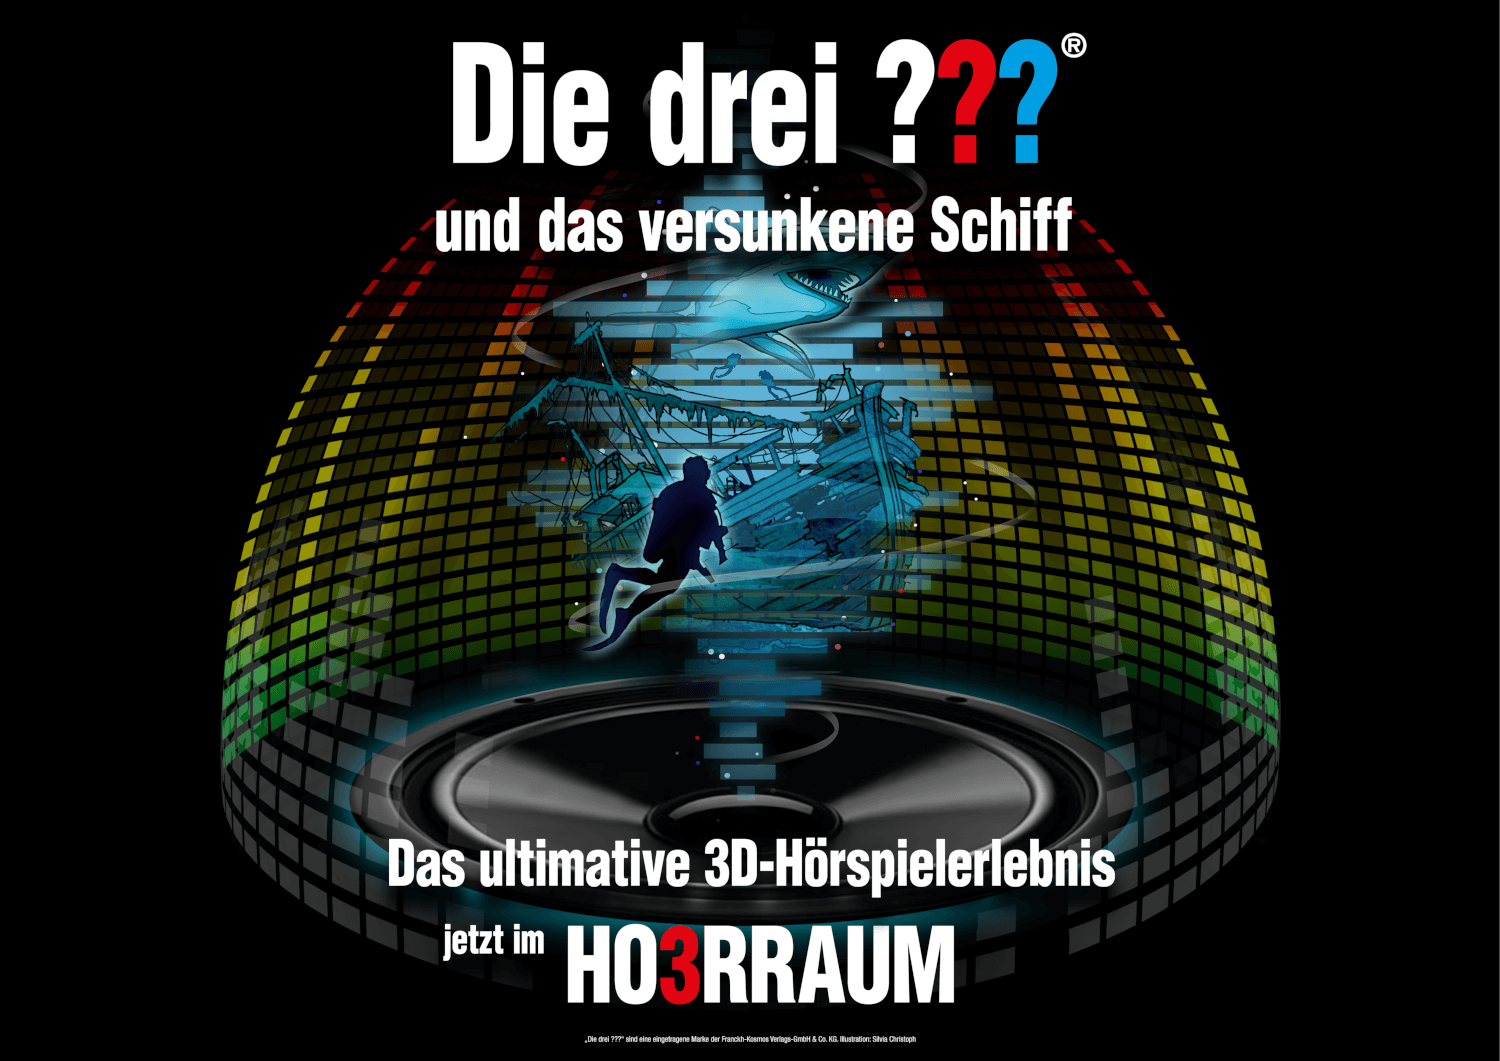 Die drei ???®
und das versunkene Schiff
Das ultimative 3D-Hörspielerlebnis
jetzt im HO3RRAUM
„Die drei ???“ sind eine eingetragene Marke der Franckh-Kosmos Verlags-GmbH & Co. KG. Illustration: Silvia Christoph